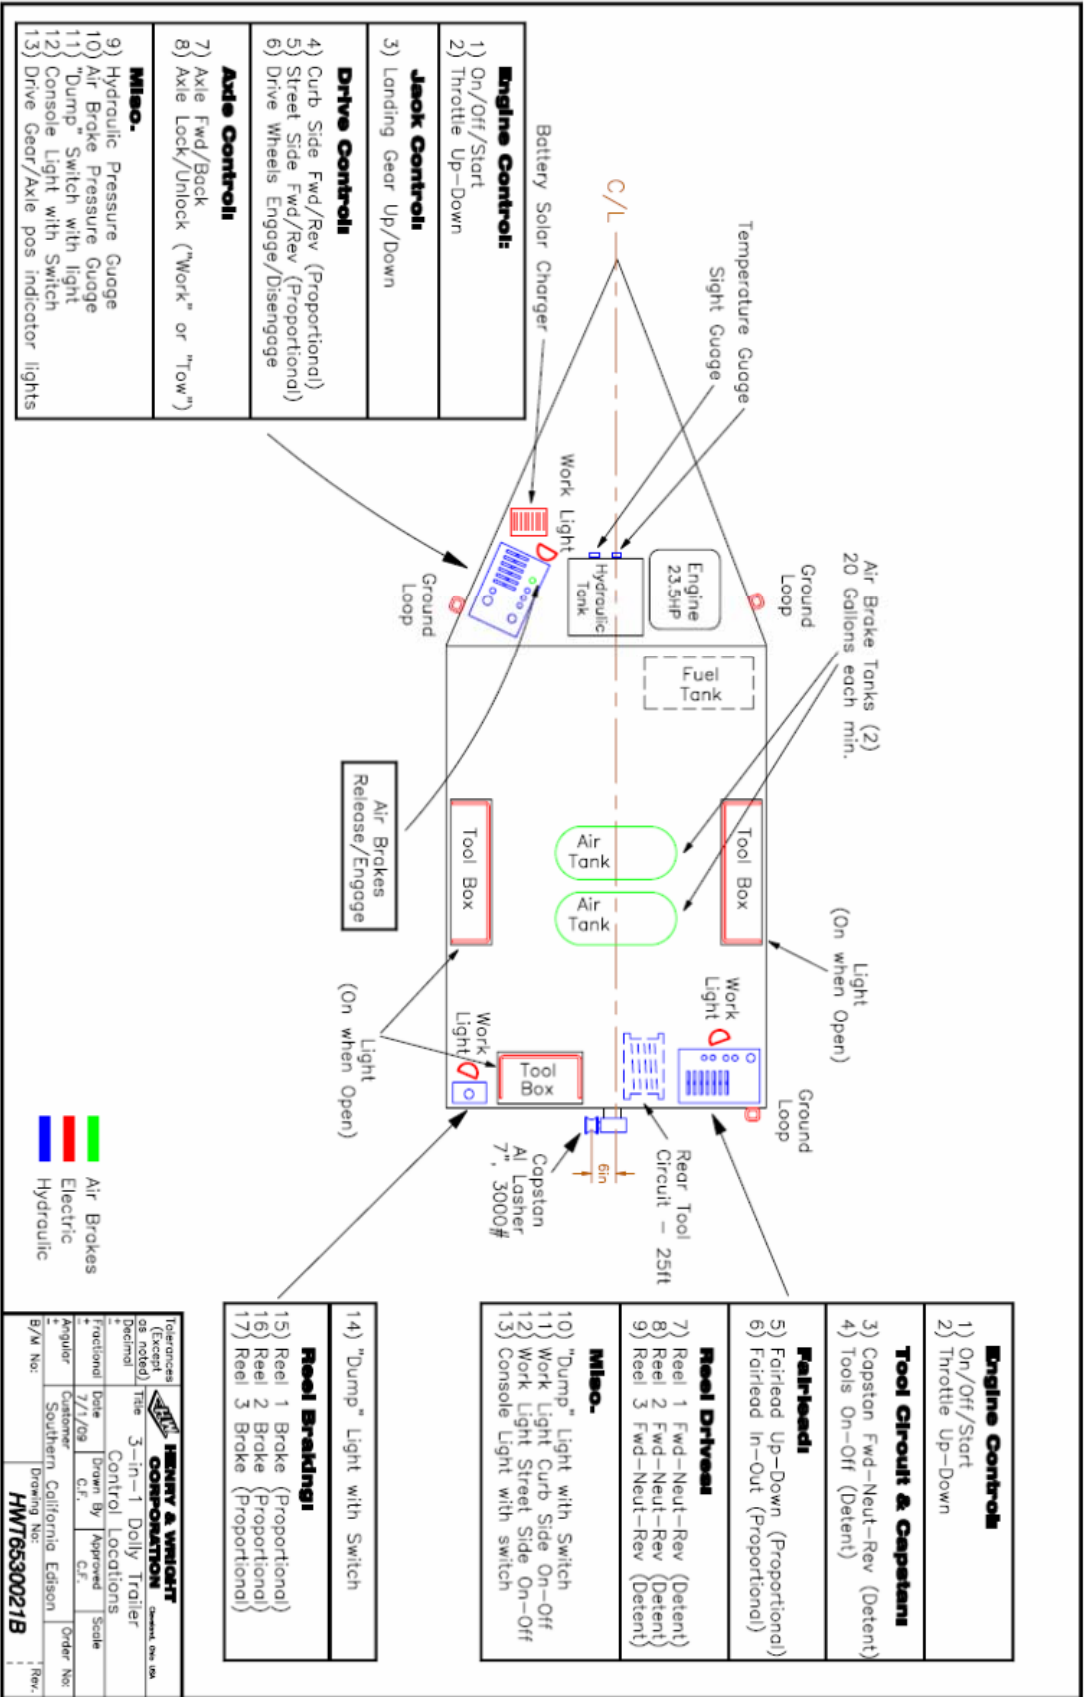 Engine Control:
1) On/Off/Start
2) Throttle Up-Down
Jack Control:
3) Landing Gear Up/Down
Drive Control:
4) Curb Side Fwd/Rev (Proportional)
5) Street Side Fwd/Rev (Proportional)
6) Drive Wheels Engage/Disengage
Axle Control:
7) Axle Fwd/Back
8) Axle Lock/Unlock ("Work" or "Tow")
Misc.
9) Hydraulic Pressure Guage
10) Air Brake Pressure Guage
11) "Dump" Switch with light
12) Console Light with Switch
13) Drive Gear/Axle pos indicator lights
Battery Solar Charger
C/L
Temperature Guage
Sight Guage
Work Light
Ground
Loop
Hydraulic
Tank
Engine
23.5HP
Ground
Loop
Air Brake Tanks (2)
20 Gallons each min.
Fuel
Tank
Air Brakes
Release/Engage
Tool Box
Air
Tank
Air
Tank
Tool Box
Light
(On when Open)
Light
(On when Open)
Work
Light
Tool
Box
Work
Light
Ground
Loop
Capstan
Al Lasher
7", 3000#
6in
Rear Tool
Circuit - 25ft
Engine Control:
1) On/Off/Start
2) Throttle Up-Down
Tool Circuit & Capstan:
3) Capstan Fwd-Neut-Rev (Detent)
4) Tools On-Off (Detent)
Fairlead:
5) Fairlead Up-Down (Proportional)
6) Fairlead In-Out (Proportional)
Reel Drives:
7) Reel 1 Fwd-Neut-Rev (Detent)
8) Reel 2 Fwd-Neut-Rev (Detent)
9) Reel 3 Fwd-Neut-Rev (Detent)
Misc.
10) "Dump" Light with Switch
11) Work Light Curb Side On-Off
12) Work Light Street Side On-Off
13) Console Light with switch
14) "Dump" Light with Switch
Reel Braking:
15) Reel 1 Brake (Proportional)
16) Reel 2 Brake (Proportional)
17) Reel 3 Brake (Proportional)
Air Brakes
Electric
Hydraulic
Tolerances
(Except
as noted)
Decimal
±
Fractional
±
Angular
±
H&W
HENRY & WRIGHT
CORPORATION
Cleveland, Ohio USA
Title
3-in-1 Dolly Trailer
Control Locations
Date
7/1/09
Drawn By
C.F.
Approved
C.F.
Scale
Customer
Southern California Edison
Order No:
B/M No:
Drawing No:
HWT6530021B
Rev.